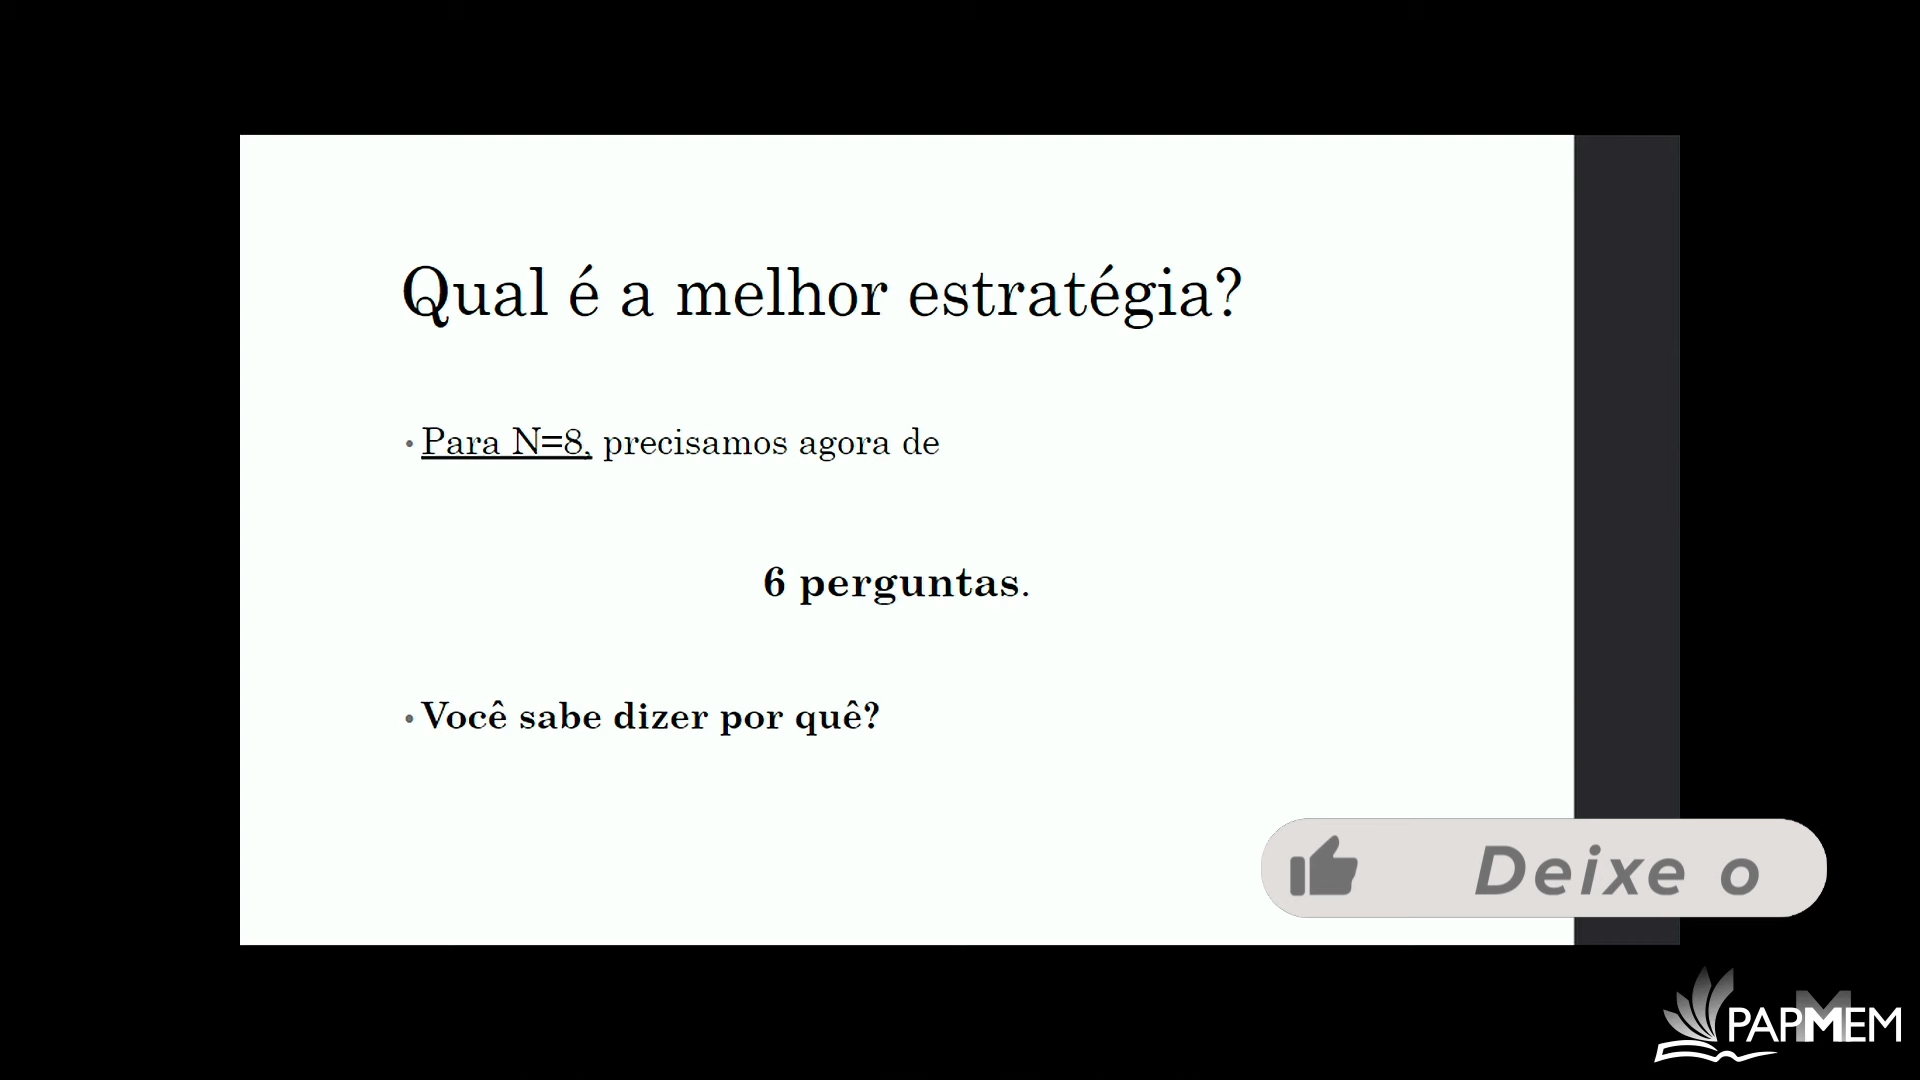 Qual é a melhor estratégia?
• Para N=8, precisamos agora de
6 perguntas.
• Você sabe dizer por quê?
Deixe o
PAPMEM